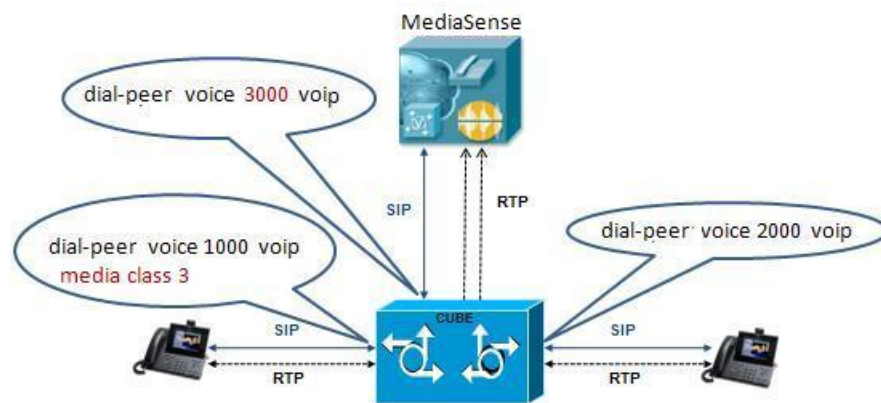 MediaSense
dial-peer voice 3000 voip
SIP
RTP
dial-peer voice 1000 voip
media class 3
dial-peer voice 2000 voip
CUBE
SIP
RTP
SIP
RTP